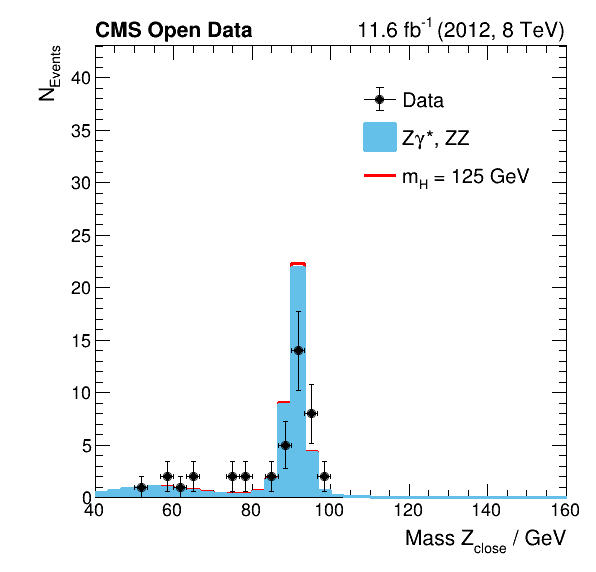 CMS Open Data 11.6 fb⁻¹ (2012, 8 TeV)
N_Events
40
35
30
25
20
15
10
5
0
Data
Zγ*, ZZ
m_H = 125 GeV
40 60 80 100 120 140 160
Mass Z_close / GeV